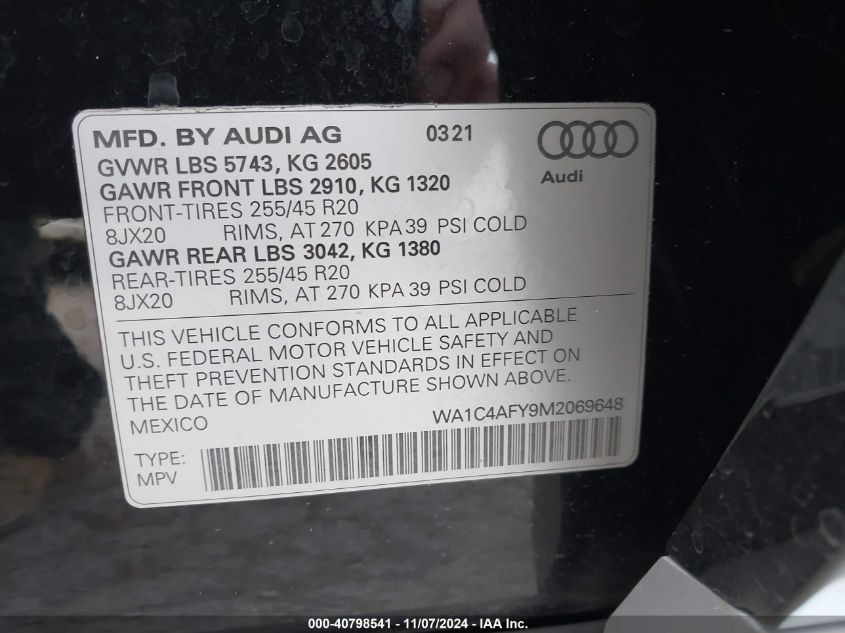 MFD. BY AUDI AG 0321
GVWR LBS 5743, KG 2605
GAWR FRONT LBS 2910, KG 1320
Audi
FRONT-TIRES 255/45 R20
8JX20 RIMS, AT 270 KPA 39 PSI COLD
GAWR REAR LBS 3042, KG 1380
REAR-TIRES 255/45 R20
8JX20 RIMS, AT 270 KPA 39 PSI COLD
THIS VEHICLE CONFORMS TO ALL APPLICABLE
U.S. FEDERAL MOTOR VEHICLE SAFETY AND
THEFT PREVENTION STANDARDS IN EFFECT ON
THE DATE OF MANUFACTURE SHOWN ABOVE.
MEXICO WA1C4AFY9M2069648
TYPE:
MPV
000-40798541 - 11/07/2024 - IAA Inc.